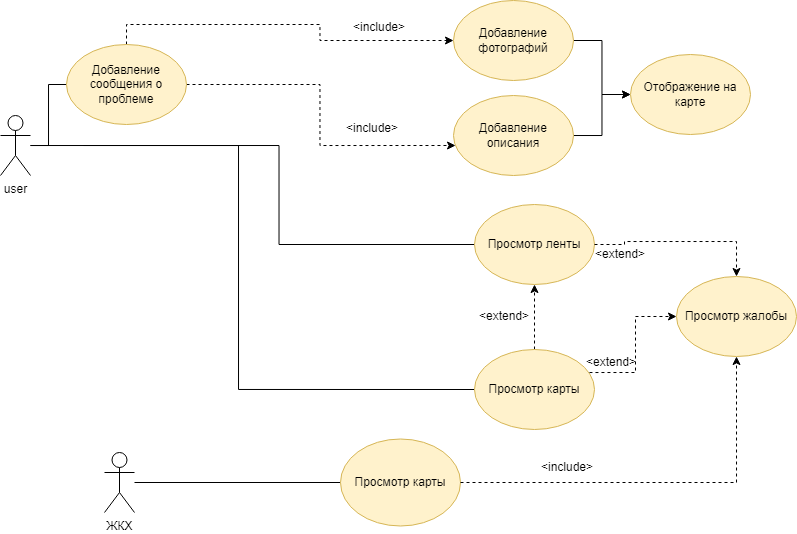 <include>
Добавление
фотографий
Добавление
сообщения о
проблеме
Отображение на
карте
<include>
Добавление
описания
user
Просмотр ленты
<extend>
<extend>
Просмотр жалобы
<extend>
Просмотр карты
<include>
Просмотр карты
ЖКХ